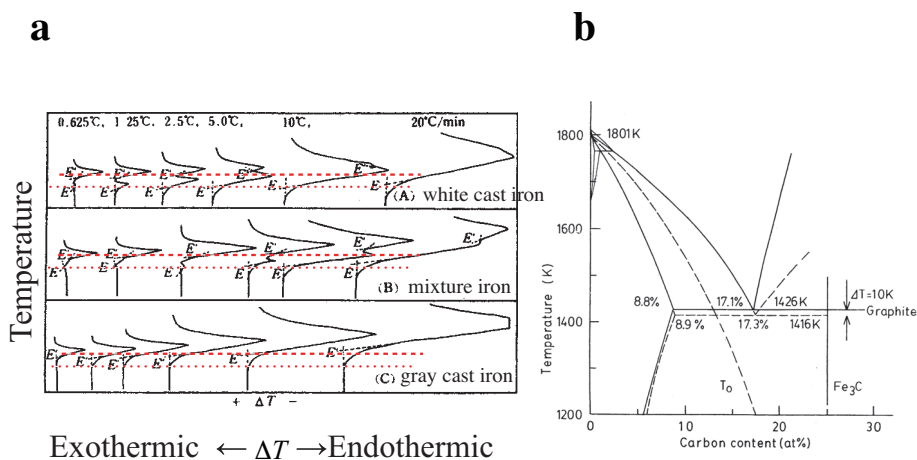 a
b
0.625℃, 1 25℃, 2.5℃, 5.0℃, 10℃, 20℃/min
E' E' E' E' E'
E E E E E E
(A) white cast iron
E' E' E' E' E' E'
E E E E E E
(B) mixture iron
E' E' E' E' E' E'
(C) gray cast iron
+ ΔT −
Temperature
Exothermic ← ΔT → Endothermic
1800
1801K
1600
Temperature (K)
8.8%
17.1%
1426K
ΔT=10K
Graphite
1400
8.9 %
17.3%
1416K
T₀
Fe₃C
1200
0 10 20 30
Carbon content (at%)